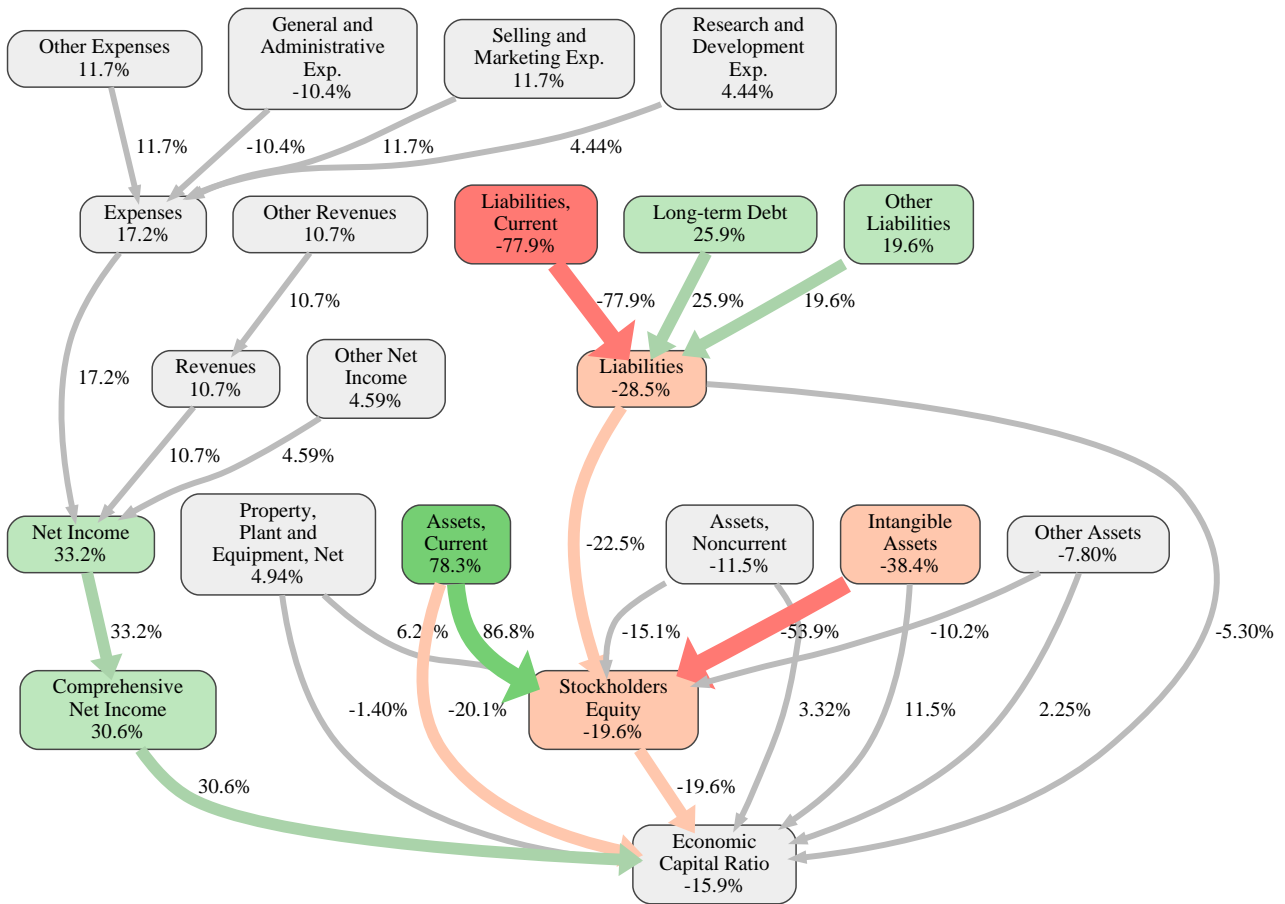 Other Expenses
11.7%
General and
Administrative
Exp.
-10.4%
Selling and
Marketing Exp.
11.7%
Research and
Development
Exp.
4.44%
11.7%
-10.4%
11.7%
4.44%
Expenses
17.2%
Other Revenues
10.7%
Liabilities,
Current
-77.9%
Long-term Debt
25.9%
Other
Liabilities
19.6%
10.7%
-77.9%
25.9%
19.6%
17.2%
Revenues
10.7%
Other Net
Income
4.59%
Liabilities
-28.5%
10.7%
4.59%
Net Income
33.2%
Property,
Plant and
Equipment, Net
4.94%
Assets,
Current
78.3%
-22.5%
Assets,
Noncurrent
-11.5%
Intangible
Assets
-38.4%
Other Assets
-7.80%
33.2%
86.8%
-15.1%
-53.9%
-10.2%
-5.30%
Comprehensive
Net Income
30.6%
-1.40%
-20.1%
Stockholders
Equity
-19.6%
3.32%
11.5%
2.25%
30.6%
-19.6%
Economic
Capital Ratio
-15.9%